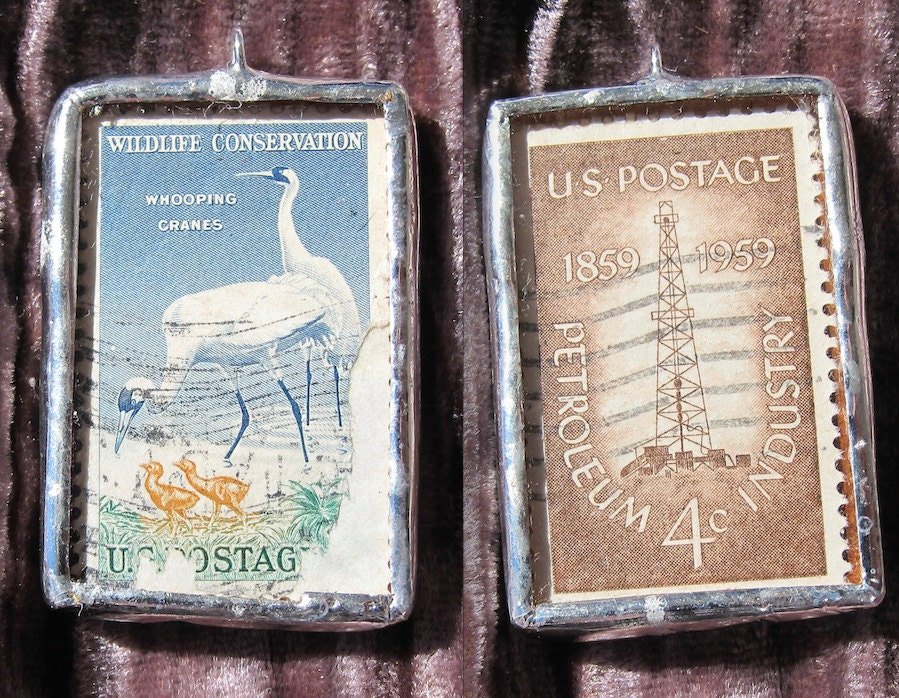 WILDLIFE CONSERVATION
WHOOPING
CRANES
U.S. POSTAG
U.S. POSTAGE
1859 1959
PETROLEUM INDUSTRY
4c